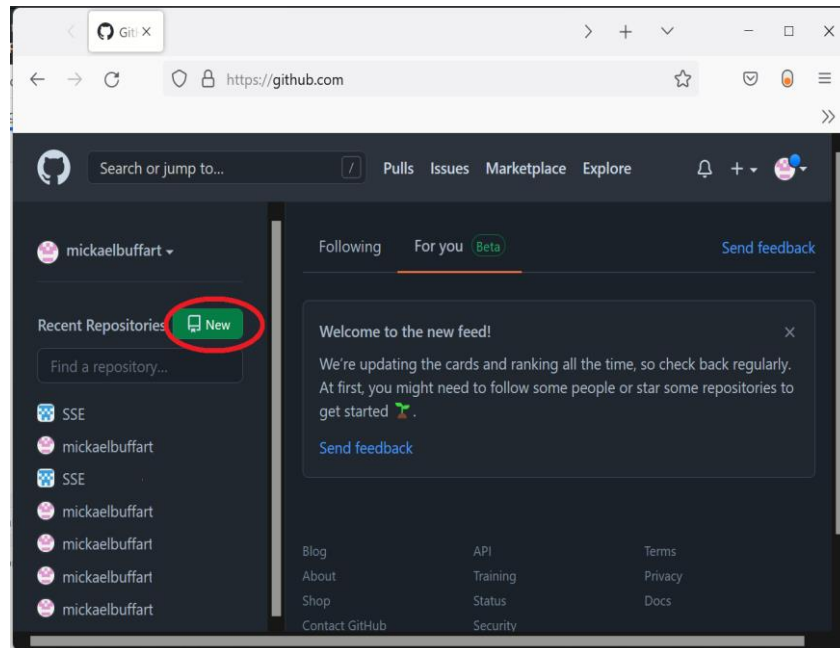 Git
https://github.com
Search or jump to...
/
Pulls Issues Marketplace Explore
mickaelbuffart
Following For you Beta Send feedback
Recent Repositories New
Find a repository...
SSE
mickaelbuffart
SSE
mickaelbuffart
mickaelbuffart
mickaelbuffart
mickaelbuffart
Welcome to the new feed!
We're updating the cards and ranking all the time, so check back regularly.
At first, you might need to follow some people or star some repositories to
get started 🌱.
Send feedback
Blog API Terms
About Training Privacy
Shop Status Docs
Contact GitHub Security